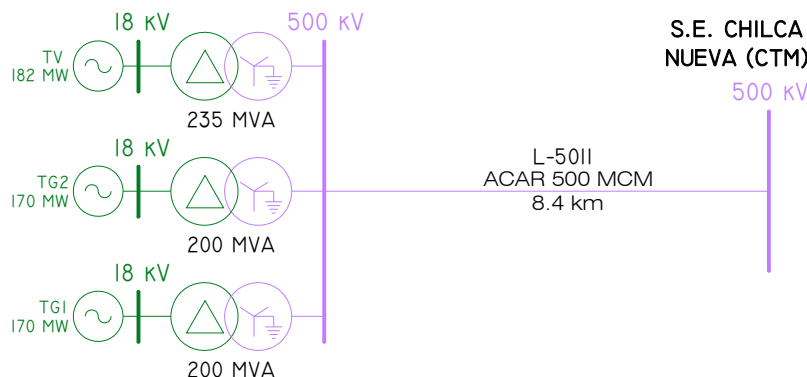 18 kV
500 kV
TV
182 MW
235 MVA
18 kV
TG2
170 MW
200 MVA
18 kV
TG1
170 MW
200 MVA
L-5011
ACAR 500 MCM
8.4 km
S.E. CHILCA
NUEVA (CTM)
500 kV